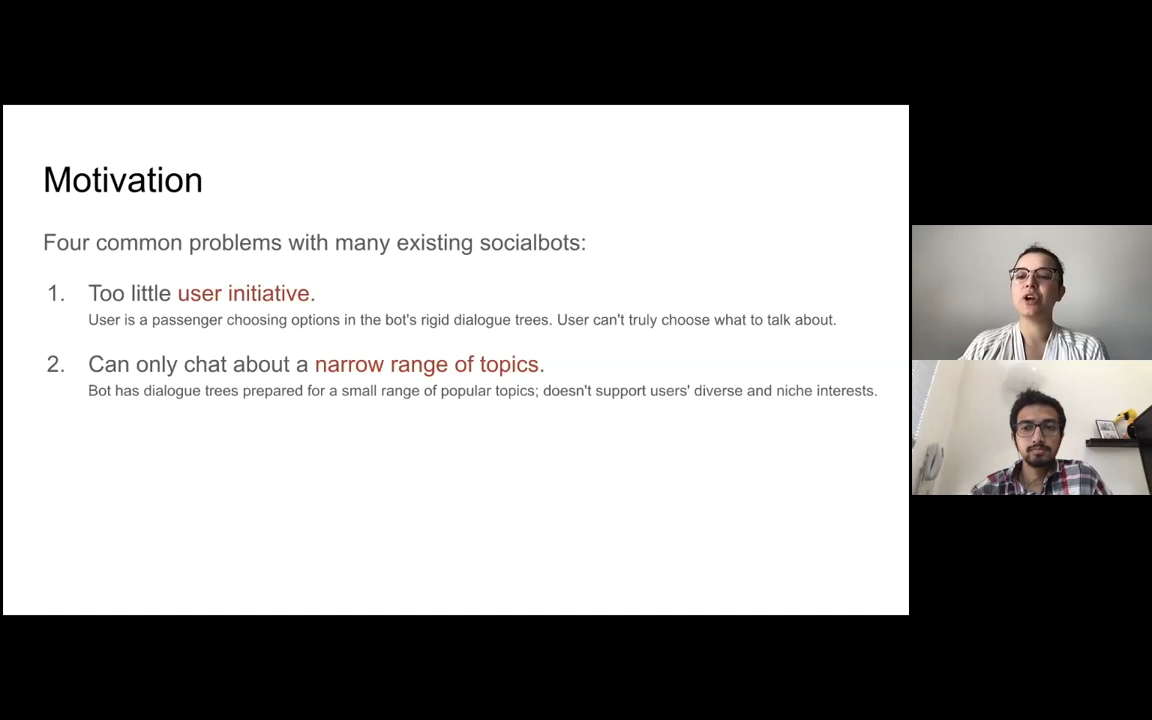 Motivation
Four common problems with many existing socialbots:
1. Too little user initiative.
User is a passenger choosing options in the bot's rigid dialogue trees. User can't truly choose what to talk about.
2. Can only chat about a narrow range of topics.
Bot has dialogue trees prepared for a small range of popular topics; doesn't support users' diverse and niche interests.